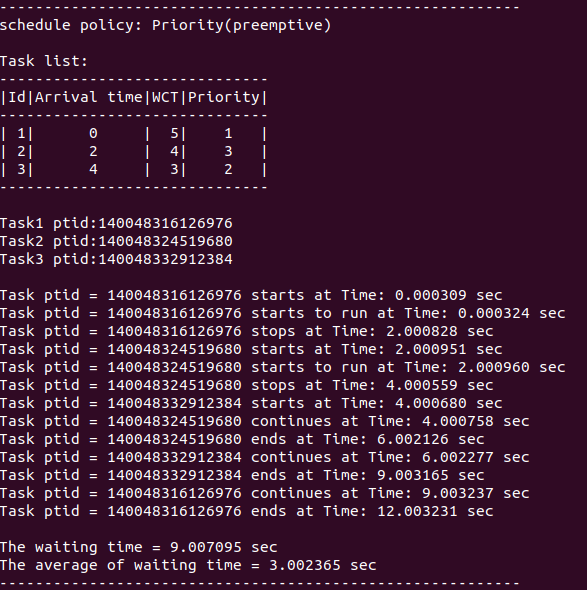 ----------------------------------------------------------
schedule policy: Priority(preemptive)
Task list:
------------------------------
|Id|Arrival time|WCT|Priority|
------------------------------
| 1|      0     |  5|    1   |
| 2|      2     |  4|    3   |
| 3|      4     |  3|    2   |
------------------------------
Task1 ptid:140048316126976
Task2 ptid:140048324519680
Task3 ptid:140048332912384
Task ptid = 140048316126976 starts at Time: 0.000309 sec
Task ptid = 140048316126976 starts to run at Time: 0.000324 sec
Task ptid = 140048316126976 stops at Time: 2.000828 sec
Task ptid = 140048324519680 starts at Time: 2.000951 sec
Task ptid = 140048324519680 starts to run at Time: 2.000960 sec
Task ptid = 140048324519680 stops at Time: 4.000559 sec
Task ptid = 140048332912384 starts at Time: 4.000680 sec
Task ptid = 140048324519680 continues at Time: 4.000758 sec
Task ptid = 140048324519680 ends at Time: 6.002126 sec
Task ptid = 140048332912384 continues at Time: 6.002277 sec
Task ptid = 140048332912384 ends at Time: 9.003165 sec
Task ptid = 140048316126976 continues at Time: 9.003237 sec
Task ptid = 140048316126976 ends at Time: 12.003231 sec
The waiting time = 9.007095 sec
The average of waiting time = 3.002365 sec
----------------------------------------------------------